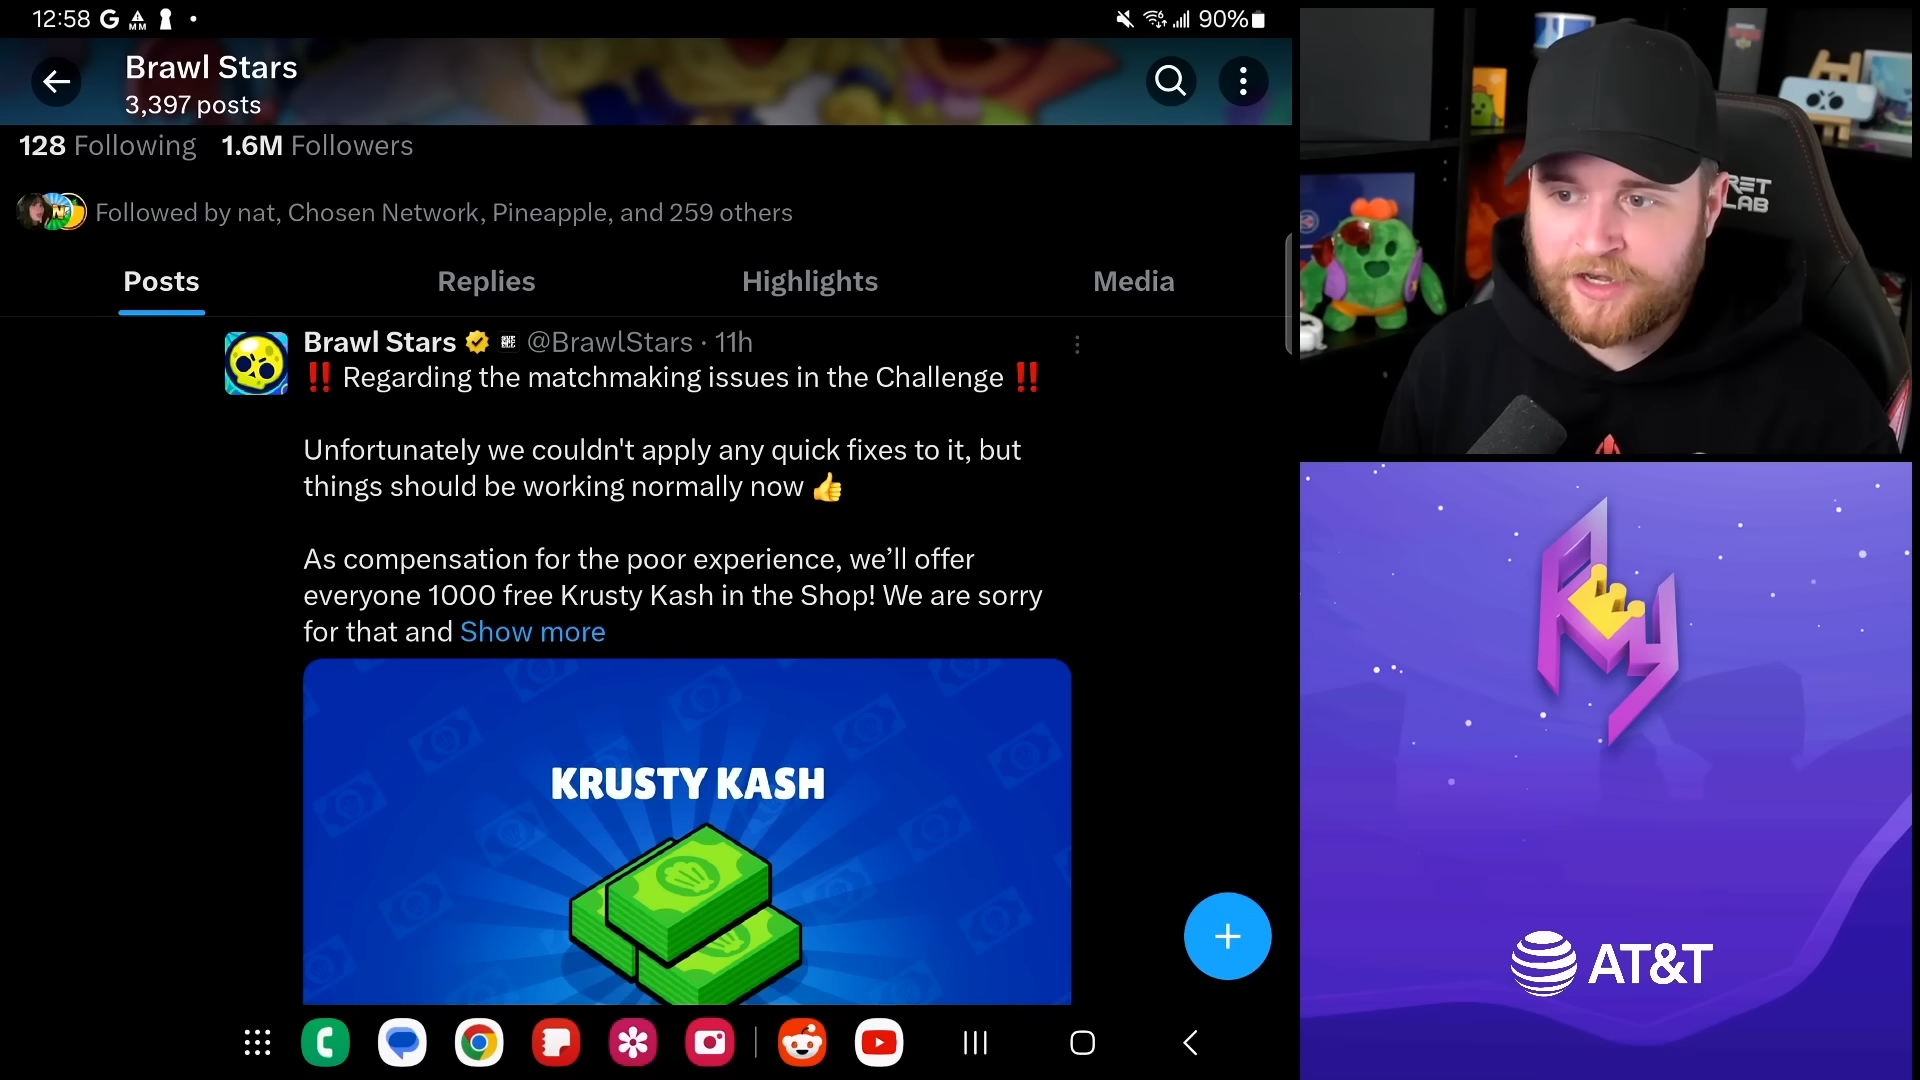 12:58
90%
Brawl Stars
3,397 posts
128 Following 1.6M Followers
Followed by nat, Chosen Network, Pineapple, and 259 others
Posts Replies Highlights Media
Brawl Stars @BrawlStars · 11h
‼️ Regarding the matchmaking issues in the Challenge ‼️
Unfortunately we couldn't apply any quick fixes to it, but
things should be working normally now 👍
As compensation for the poor experience, we’ll offer
everyone 1000 free Krusty Kash in the Shop! We are sorry
for that and Show more
KRUSTY KASH
RET
LAB
AT&T